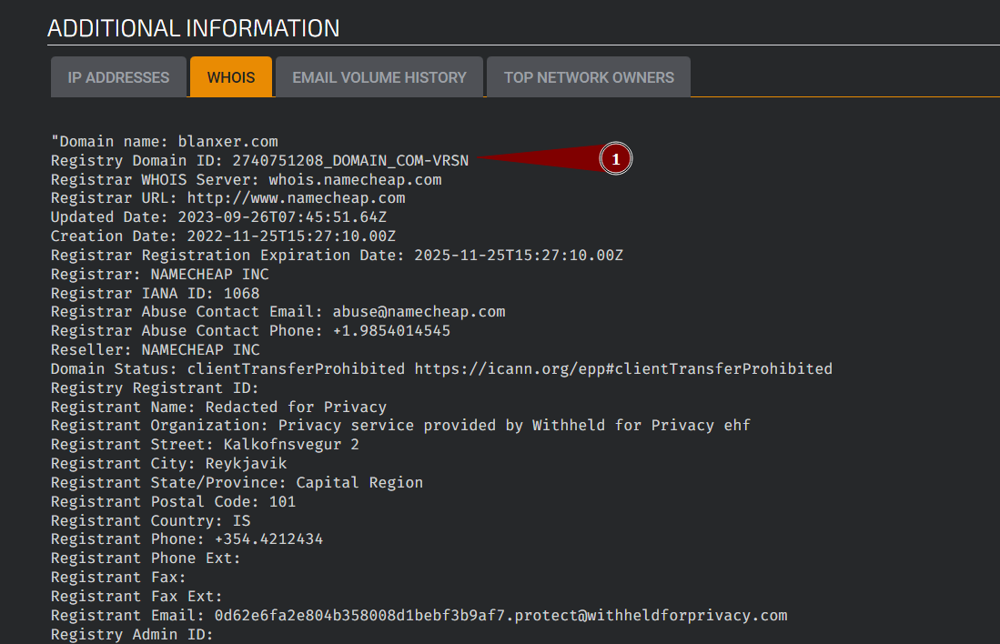 ADDITIONAL INFORMATION
IP ADDRESSES WHOIS EMAIL VOLUME HISTORY TOP NETWORK OWNERS
"Domain name: blanxer.com
Registry Domain ID: 2740751208_DOMAIN_COM-VRSN 1
Registrar WHOIS Server: whois.namecheap.com
Registrar URL: http://www.namecheap.com
Updated Date: 2023-09-26T07:45:51.64Z
Creation Date: 2022-11-25T15:27:10.00Z
Registrar Registration Expiration Date: 2025-11-25T15:27:10.00Z
Registrar: NAMECHEAP INC
Registrar IANA ID: 1068
Registrar Abuse Contact Email: abuse@namecheap.com
Registrar Abuse Contact Phone: +1.9854014545
Reseller: NAMECHEAP INC
Domain Status: clientTransferProhibited https://icann.org/epp#clientTransferProhibited
Registry Registrant ID:
Registrant Name: Redacted for Privacy
Registrant Organization: Privacy service provided by Withheld for Privacy ehf
Registrant Street: Kalkofnsvegur 2
Registrant City: Reykjavik
Registrant State/Province: Capital Region
Registrant Postal Code: 101
Registrant Country: IS
Registrant Phone: +354.4212434
Registrant Phone Ext:
Registrant Fax:
Registrant Fax Ext:
Registrant Email: 0d62e6fa2e804b358008d1bebf3b9af7.protect@withheldforprivacy.com
Registry Admin ID: